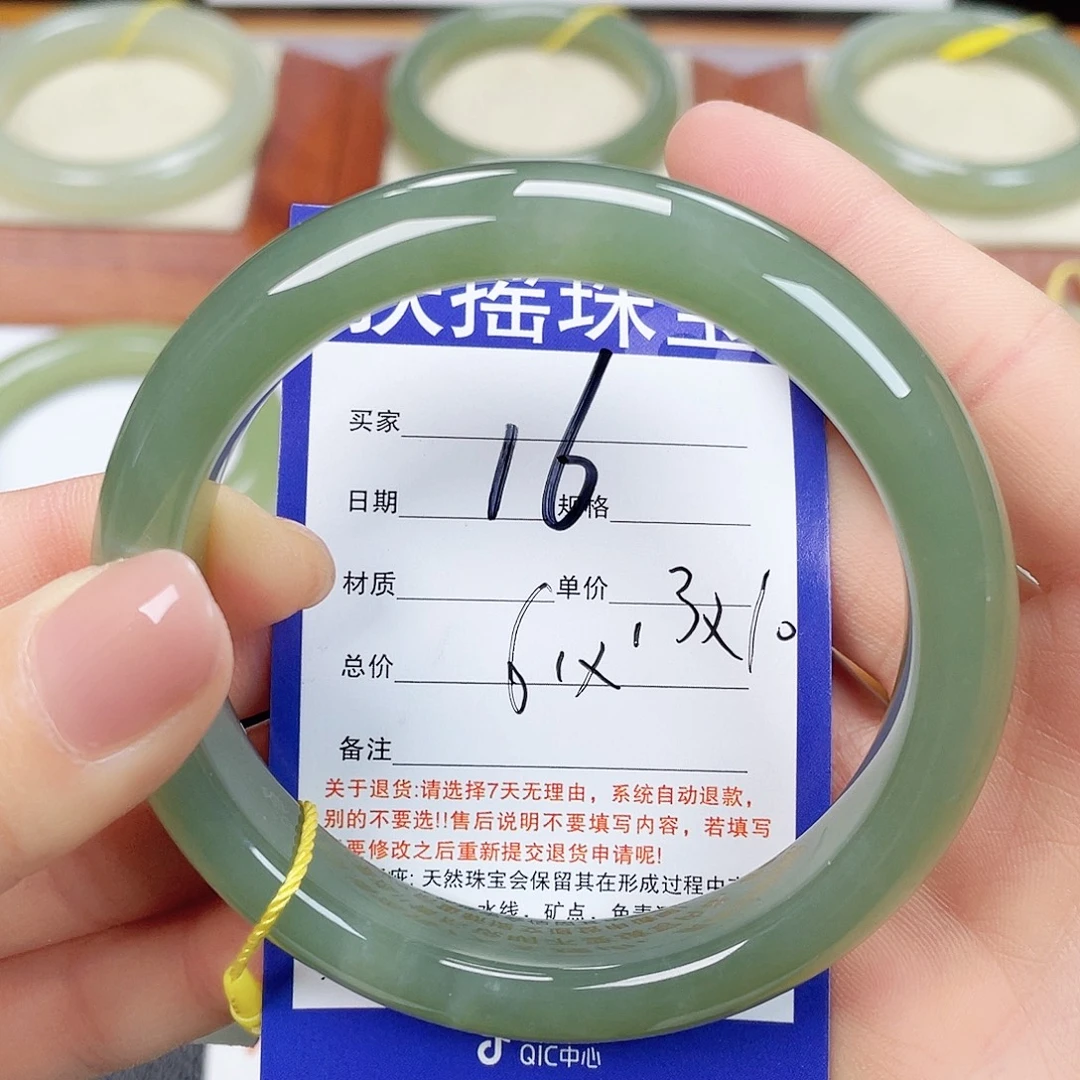 扶摇珠宝
买家
16
日期 规格
材质 单价
61x13x10
总价
备注
关于退货:请选择7天无理由，系统自动退款，
别的不要选!!售后说明不要填写内容，若填写
要修改之后重新提交退货申请呢!
疵: 天然珠宝会保留其在形成过程中
水线、矿点、色素
QIC中心